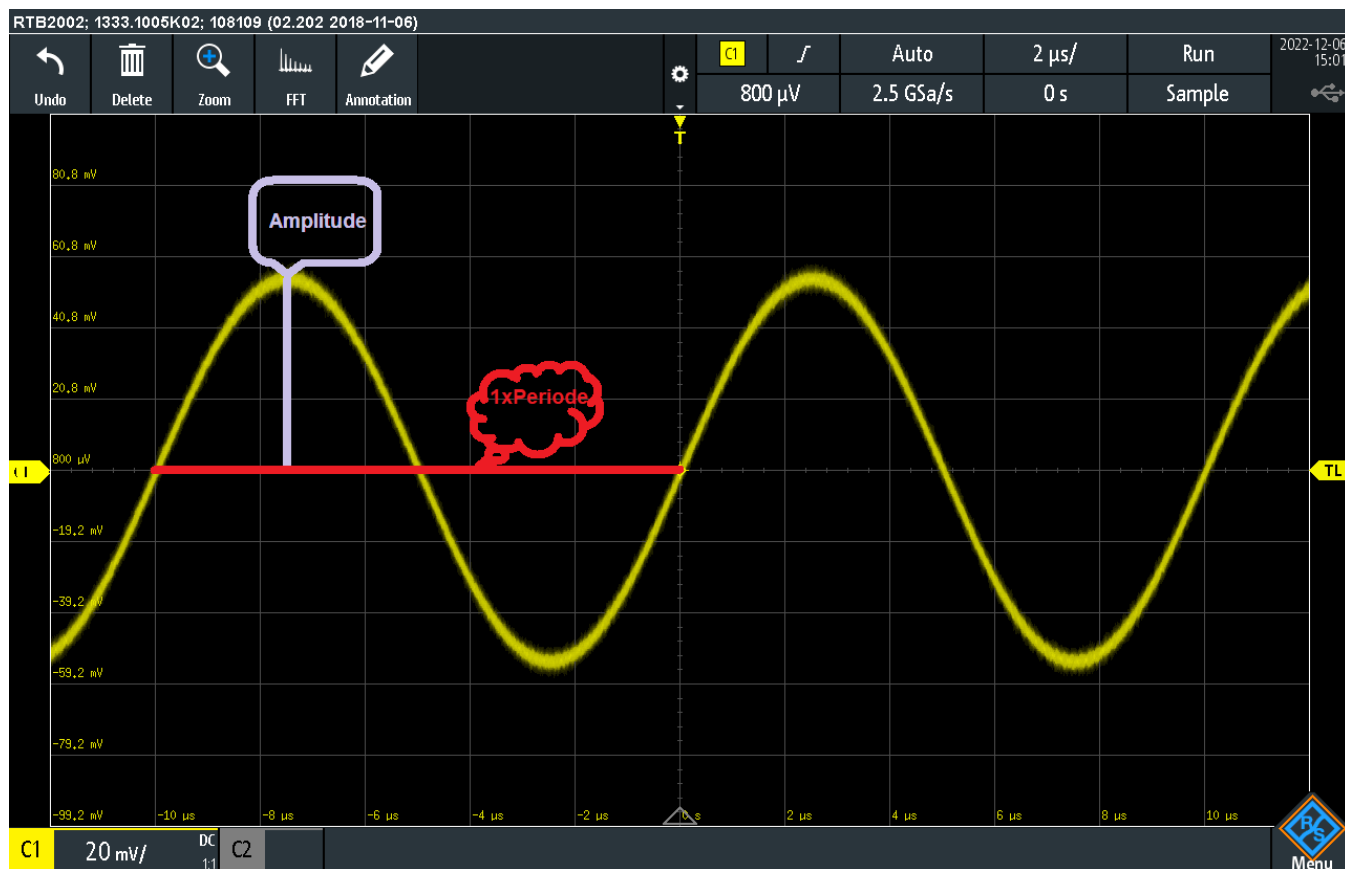 RTB2002; 1333.1005K02; 108109 (02.202 2018-11-06)
Undo Delete Zoom FFT Annotation
C1 Auto 2 µs/ Run
800 µV 2.5 GSa/s 0 s Sample
2022-12-06
15:01
T
80.8 mV
Amplitude
60.8 mV
40.8 mV
20.8 mV
1xPeriode
800 µV
TL
-19.2 mV
-39.2 mV
-59.2 mV
-79.2 mV
-99.2 mV -10 µs -8 µs -6 µs -4 µs -2 µs 0 s 2 µs 4 µs 6 µs 8 µs 10 µs
R&S
C1 20 mV/ DC C2
1:1
Menu